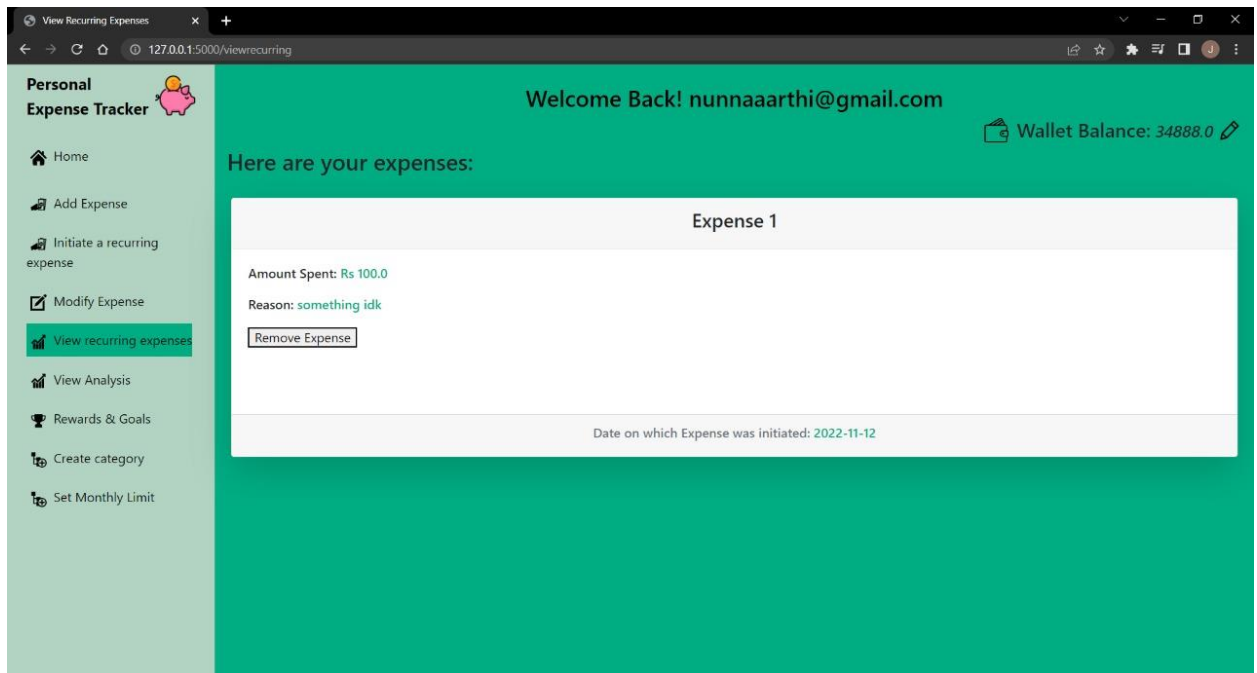 View Recurring Expenses
127.0.0.1:5000/viewrecurring
J
Personal
Expense Tracker
Home
Add Expense
Initiate a recurring
expense
Modify Expense
View recurring expenses
View Analysis
Rewards & Goals
Create category
Set Monthly Limit
Welcome Back! nunnaaarthi@gmail.com
Wallet Balance: 34888.0
Here are your expenses:
Expense 1
Amount Spent: Rs 100.0
Reason: something idk
Remove Expense
Date on which Expense was initiated: 2022-11-12